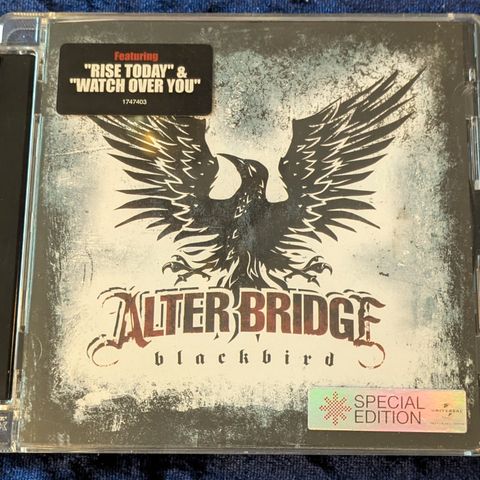 Featuring
"RISE TODAY" &
"WATCH OVER YOU"
1747403
ALTER BRIDGE
blackbird
SPECIAL
EDITION
UNIVERSAL